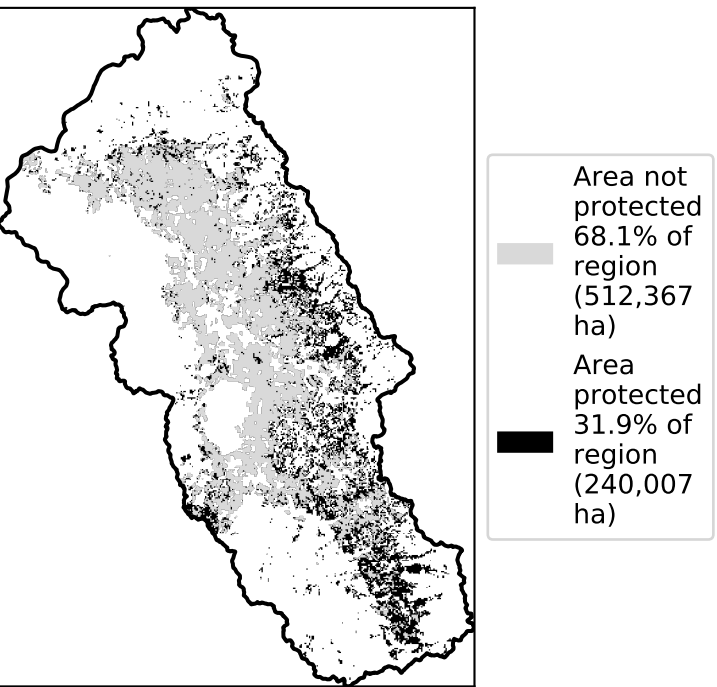 Area not
protected
68.1% of
region
(512,367
ha)
Area
protected
31.9% of
region
(240,007
ha)